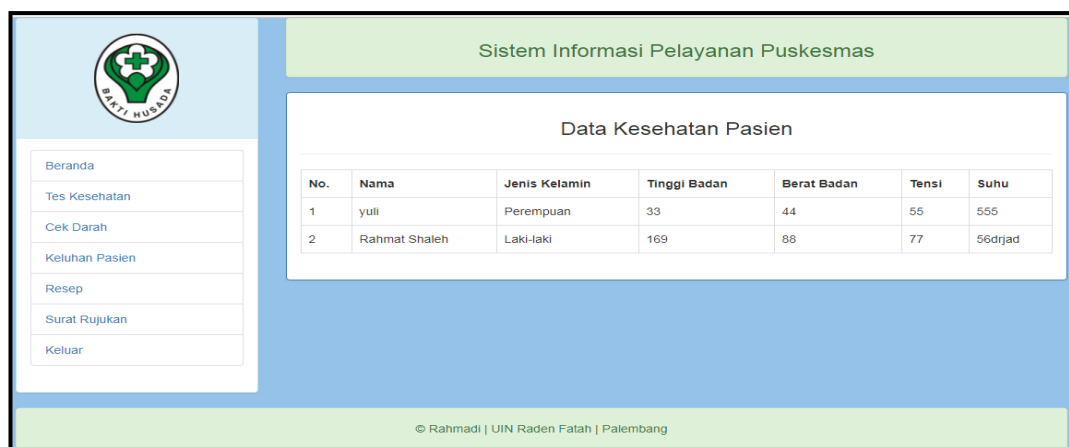 BAKTI HUSADA
Sistem Informasi Pelayanan Puskesmas
Beranda
Tes Kesehatan
Cek Darah
Keluhan Pasien
Resep
Surat Rujukan
Keluar
Data Kesehatan Pasien
No. Nama Jenis Kelamin Tinggi Badan Berat Badan Tensi Suhu
1 yuli Perempuan 33 44 55 555
2 Rahmat Shaleh Laki-laki 169 88 77 56drjad
© Rahmadi | UIN Raden Fatah | Palembang